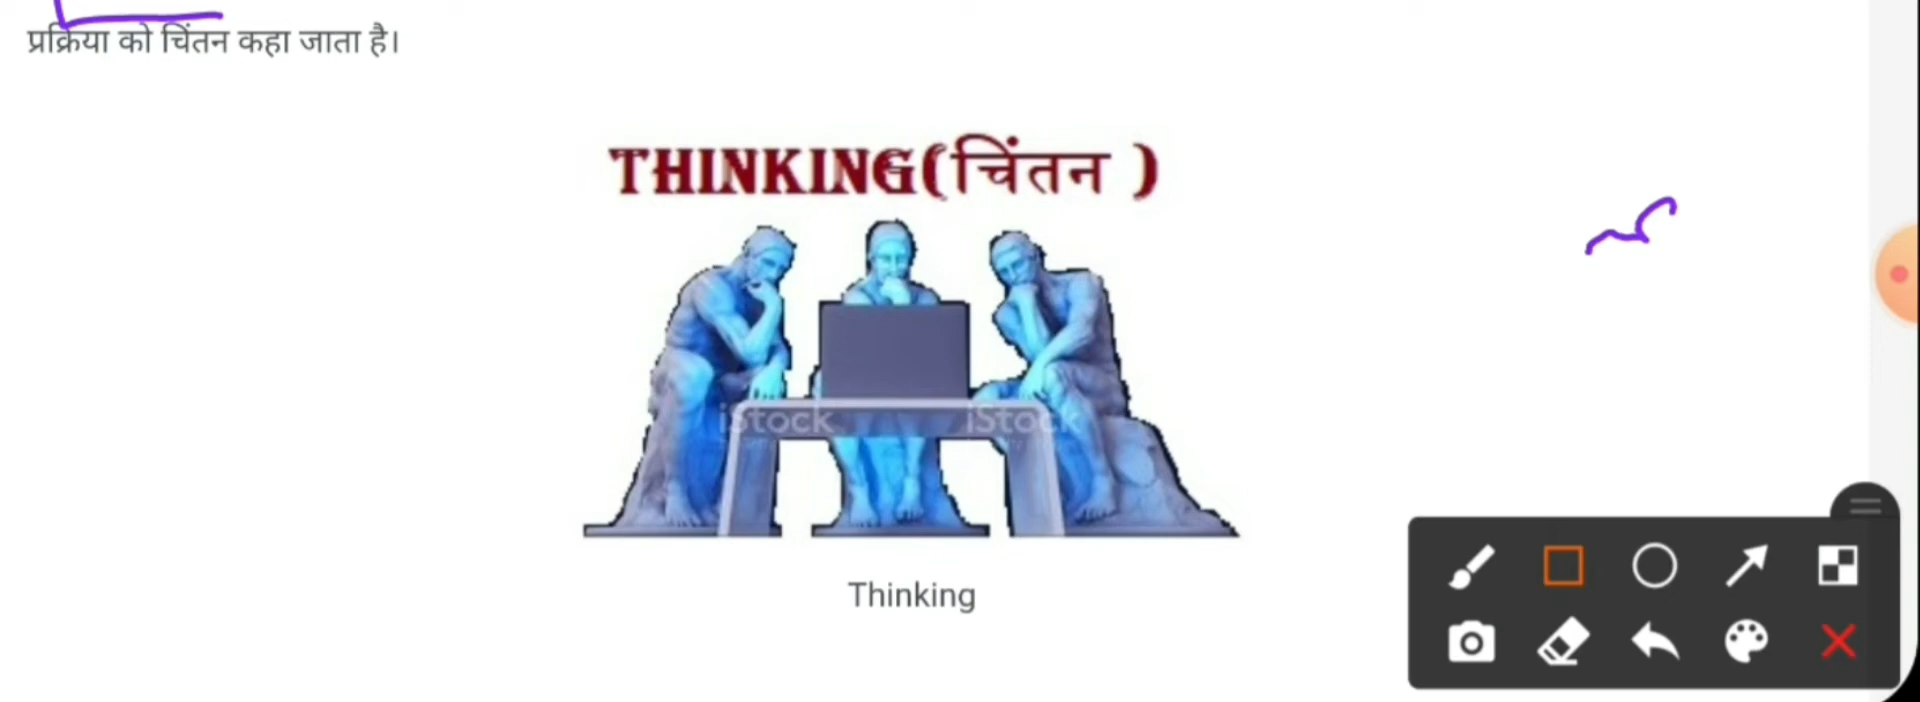 प्रक्रिया को चिंतन कहा जाता है।
THINKING(चिंतन )
iStock iStock
Thinking